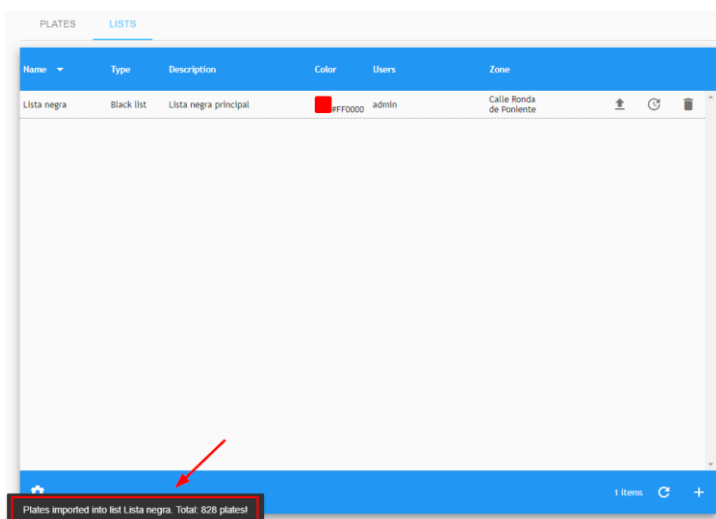 PLATES LISTS
Name Type Description Color Users Zone
Lista negra Black list Lista negra principal #FF0000 admin Calle Ronda
de Poniente
1 Items
Plates imported into list Lista negra. Total: 828 plates!